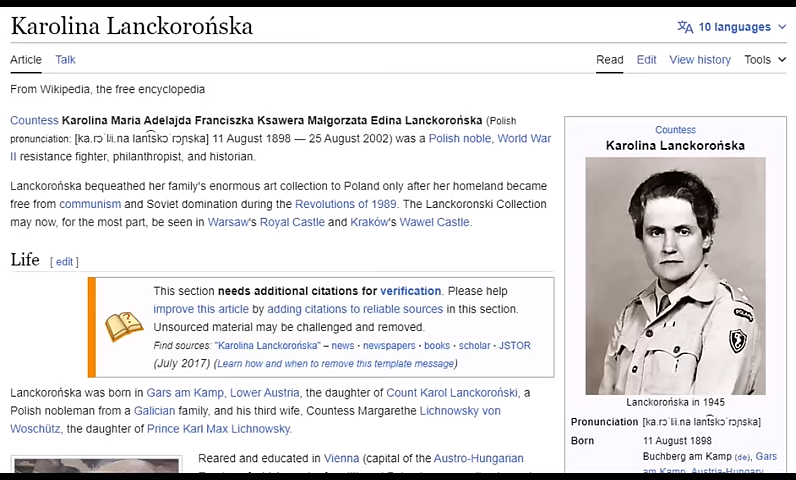 Karolina Lanckorońska
10 languages
Article Talk Read Edit View history Tools
From Wikipedia, the free encyclopedia
Countess Karolina Maria Adelajda Franciszka Ksawera Małgorzata Edina Lanckorońska (Polish
pronunciation: [ka.rɔˈlii.na lant͡skɔˈrɔɲska] 11 August 1898 — 25 August 2002) was a Polish noble, World War
II resistance fighter, philanthropist, and historian.
Lanckorońska bequeathed her family's enormous art collection to Poland only after her homeland became
free from communism and Soviet domination during the Revolutions of 1989. The Lanckoronski Collection
may now, for the most part, be seen in Warsaw's Royal Castle and Kraków's Wawel Castle.
Life [ edit ]
This section needs additional citations for verification. Please help
improve this article by adding citations to reliable sources in this section.
Unsourced material may be challenged and removed.
Find sources: "Karolina Lanckorońska" – news · newspapers · books · scholar · JSTOR
(July 2017) (Learn how and when to remove this template message)
Lanckorońska was born in Gars am Kamp, Lower Austria, the daughter of Count Karol Lanckoroński, a
Polish nobleman from a Galician family, and his third wife, Countess Margarethe Lichnowsky von
Woschütz, the daughter of Prince Karl Max Lichnowsky.
Reared and educated in Vienna (capital of the Austro-Hungarian
Countess
Karolina Lanckorońska
POLAND
Lanckorońska in 1945
Pronunciation [ka.rɔˈlii.na lant͡skɔˈrɔɲska]
Born 11 August 1898
Buchberg am Kamp (de), Gars
am Kamp, Austria-Hungary